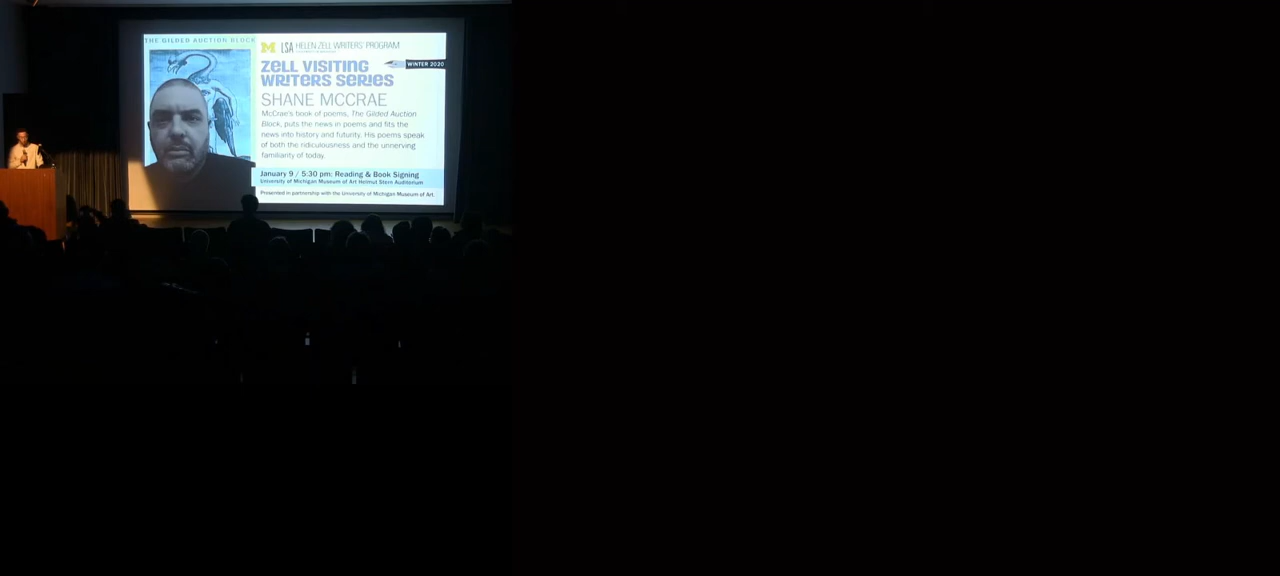 THE GILDED AUCTION BLOCK
M LSA HELEN ZELL WRITERS' PROGRAM
ZELL VISITING
WRITERS SERIES
WINTER 2020
SHANE MCCRAE
McCrae's book of poems, The Gilded Auction
Block, puts the news in poems and fits the
news into history and futurity. His poems speak
of both the ridiculousness and the unnerving
familiarity of today.
January 9 / 5:30 pm: Reading & Book Signing
University of Michigan Museum of Art Helmut Stern Auditorium
Presented in partnership with the University of Michigan Museum of Art